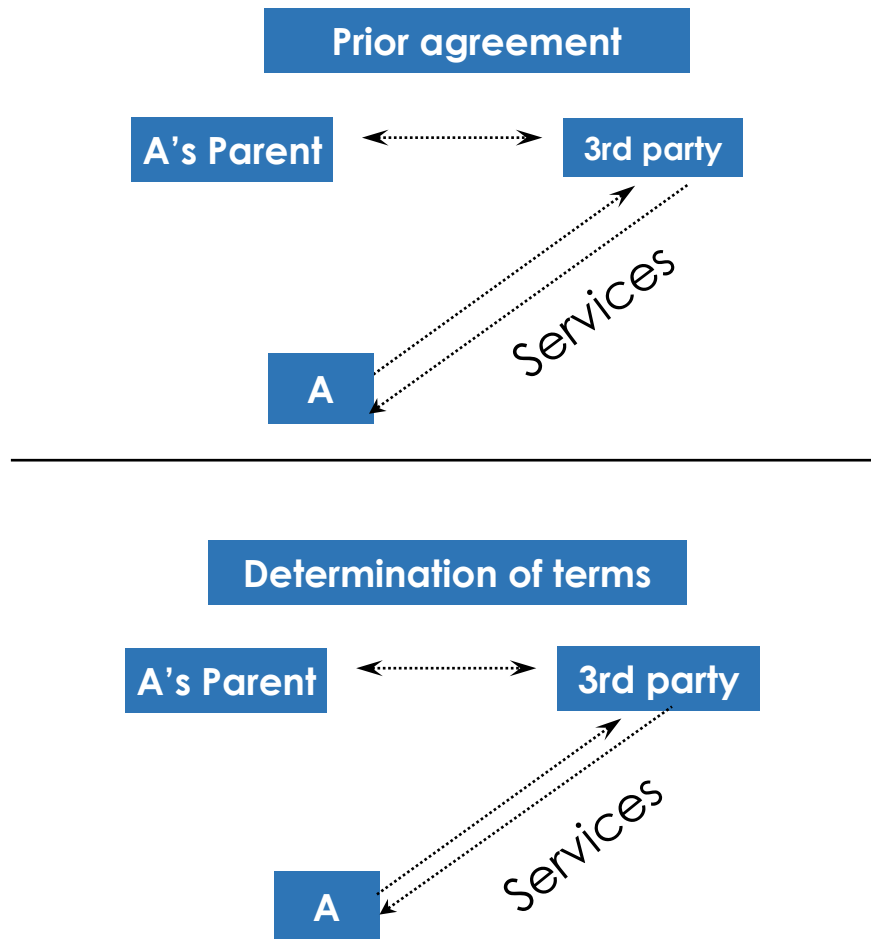 Prior agreement
A's Parent
3rd party
Services
A
Determination of terms
A's Parent
3rd party
Services
A